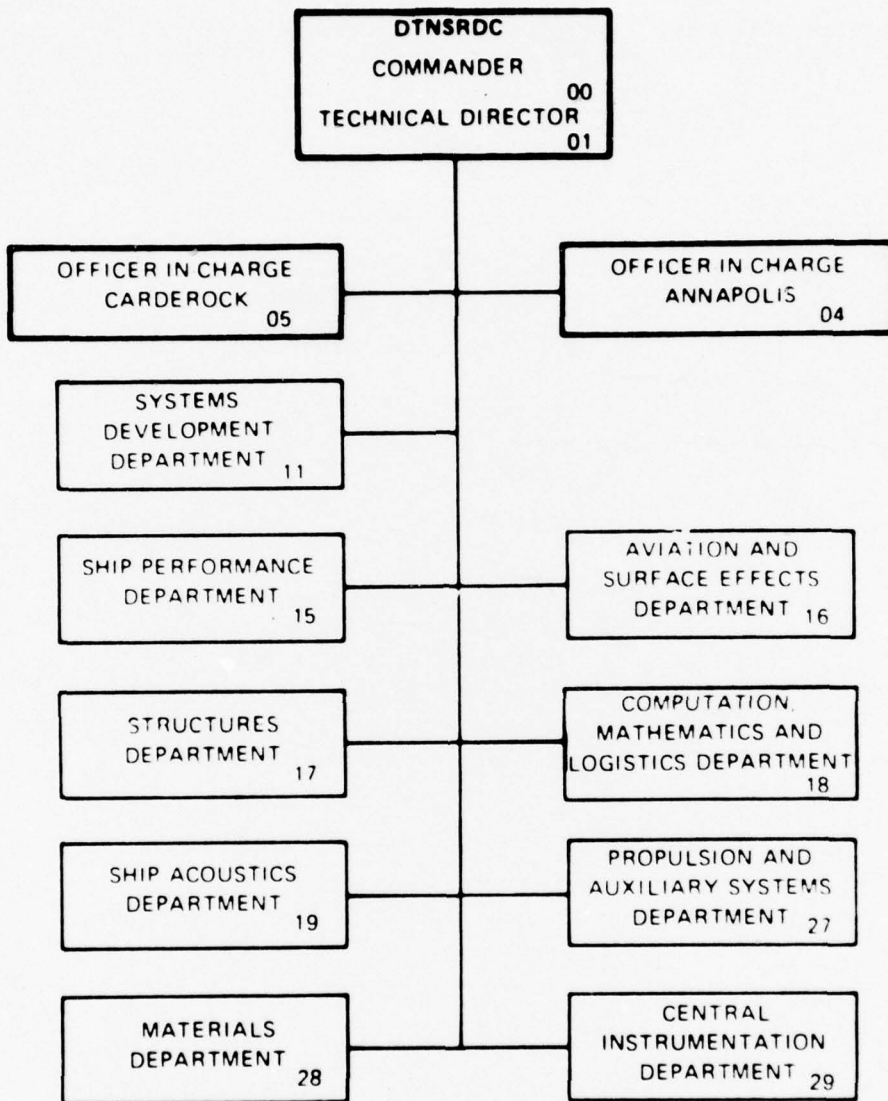 DTNSRDC
COMMANDER
00
TECHNICAL DIRECTOR
01
OFFICER IN CHARGE
CARDEROCK
05
OFFICER IN CHARGE
ANNAPOLIS
04
SYSTEMS
DEVELOPMENT
DEPARTMENT
11
SHIP PERFORMANCE
DEPARTMENT
15
AVIATION AND
SURFACE EFFECTS
DEPARTMENT
16
STRUCTURES
DEPARTMENT
17
COMPUTATION,
MATHEMATICS AND
LOGISTICS DEPARTMENT
18
SHIP ACOUSTICS
DEPARTMENT
19
PROPULSION AND
AUXILIARY SYSTEMS
DEPARTMENT
27
MATERIALS
DEPARTMENT
28
CENTRAL
INSTRUMENTATION
DEPARTMENT
29